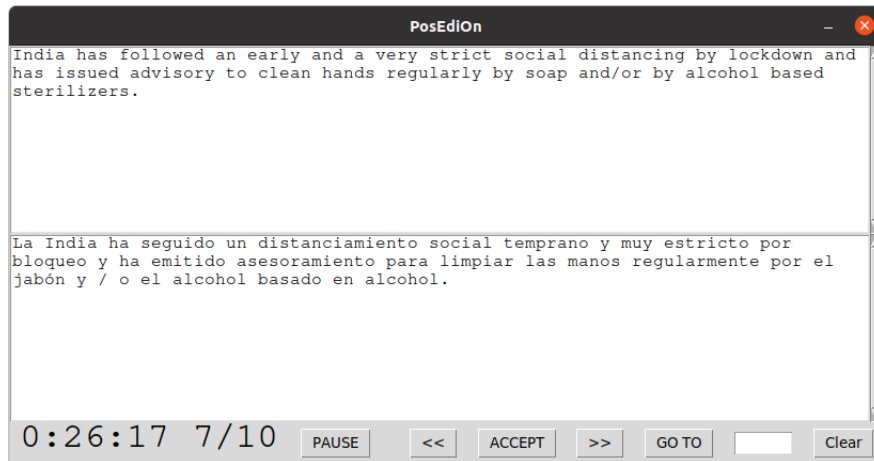 PosEdiOn
India has followed an early and a very strict social distancing by lockdown and
has issued advisory to clean hands regularly by soap and/or by alcohol based
sterilizers.
La India ha seguido un distanciamiento social temprano y muy estricto por
bloqueo y ha emitido asesoramiento para limpiar las manos regularmente por el
jabón y / o el alcohol basado en alcohol.
0:26:17 7/10 PAUSE << ACCEPT >> GO TO Clear